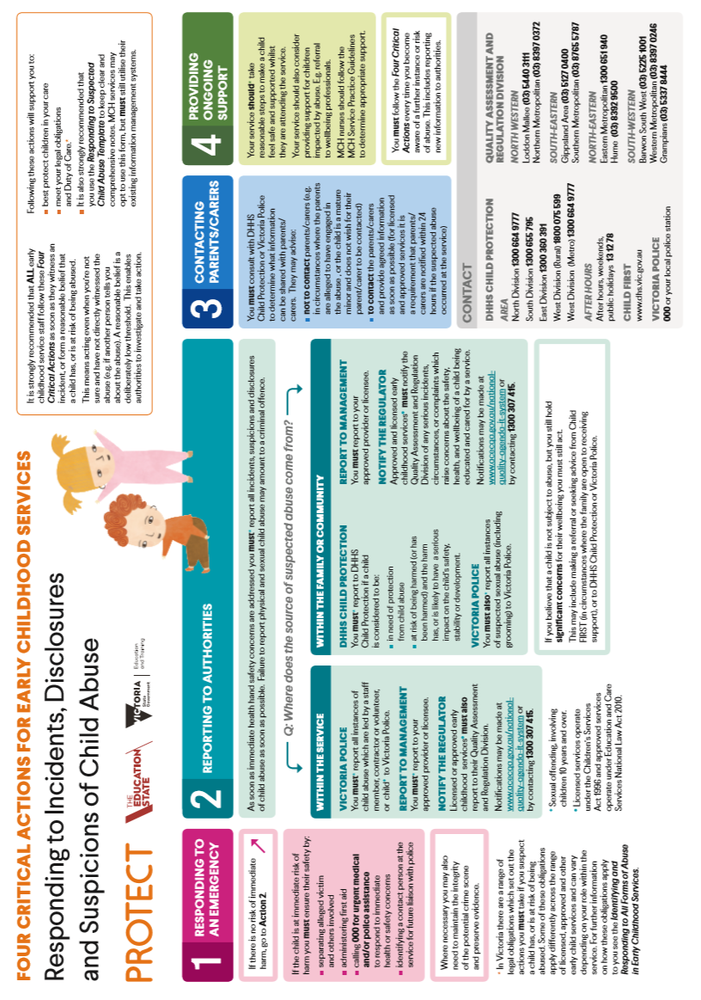 FOUR CRITICAL ACTIONS FOR EARLY CHILDHOOD SERVICES
Responding to Incidents, Disclosures
and Suspicions of Child Abuse
PROTECT
THE
EDUCATION
STATE
VICTORIA
State
Government
Education
and Training
It is strongly recommended that ALL early
childhood service staff follow these Four
Critical Actions as soon as they witness an
incident, or form a reasonable belief that
a child has, or is at risk of being abused.
This means acting even when you're not
sure and have not directly witnessed the
abuse (e.g. if another person tells you
about the abuse). A reasonable belief is a
deliberately low threshold. This enables
authorities to investigate and take action.
Following these actions will support you to:
■ best protect children in your care
■ meet your legal obligations
and Duty of Care.*
■ It is also strongly recommended that
you use the Responding to Suspected
Child Abuse Template to keep clear and
comprehensive notes. MCH services may
opt to use this form, but must still utilise their
existing information management systems.
1 RESPONDING TO
AN EMERGENCY
If there is no risk of immediate
harm, go to Action 2.
If the child is at immediate risk of
harm you must ensure their safety by:
■ separating alleged victim
and others involved
■ administering first aid
■ calling 000 for urgent medical
and/or police assistance
to respond to immediate
health or safety concerns
■ identifying a contact person at the
service for future liaison with police
Where necessary you may also
need to maintain the integrity
of the potential crime scene
and preserve evidence.
* In Victoria there are a range of
legal obligations which set out the
actions you must take if you suspect
a child has, or is at risk of being
abused. Some of these obligations
apply differently across the range
of licensed, approved and other
early child services and can vary
depending on your role within the
service. For further information
on how these obligations apply
to you see the Identifying and
Responding to All Forms of Abuse
in Early Childhood Services.
2 REPORTING TO AUTHORITIES
As soon as immediate health hand safety concerns are addressed you must* report all incidents, suspicions and disclosures
of child abuse as soon as possible. Failure to report physical and sexual child abuse may amount to a criminal offence.
Q: Where does the source of suspected abuse come from?
WITHIN THE SERVICE
VICTORIA POLICE
You must* report all instances of
child abuse which are led by a staff
member, contractor or volunteer,
or child* to Victoria Police.
REPORT TO MANAGEMENT
You must* report to your
approved provider or licensee.
NOTIFY THE REGULATOR
Licensed or approved early
childhood services* must also
report to their Quality Assessment
and Regulation Division.
Notifications may be made at
www.acecqa.gov.au/national-
quality-agenda-it-system or
by contacting 1300 307 415.
* Sexual offending, involving
children 10 years and over.
* Licensed services operate
under the Children's Services
Act 1996 and approved services
operate under Education and Care
Services National Law Act 2010.
WITHIN THE FAMILY OR COMMUNITY
DHHS CHILD PROTECTION
You must* report to DHHS
Child Protection if a child
is considered to be:
■ in need of protection
from child abuse
■ at risk of being harmed (or has
been harmed) and the harm
has, or is likely to have a serious
impact on the child's safety,
stability or development.
VICTORIA POLICE
You must also* report all instances
of suspected sexual abuse (including
grooming) to Victoria Police.
REPORT TO MANAGEMENT
You must report to your
approved provider or licensee.
NOTIFY THE REGULATOR
Approved and licensed early
childhood services* must notify the
Quality Assessment and Regulation
Division of any serious incidents,
circumstances, or complaints which
raise concerns about the safety,
health, and wellbeing of a child being
educated and cared for by a service.
Notifications may be made at
www.acecqa.gov.au/national-
quality-agenda-it-system or
by contacting 1300 307 415.
If you believe that a child is not subject to abuse, but you still hold
significant concerns for their wellbeing you must still act.
This may include making a referral or seeking advice from Child
FIRST (in circumstances where the family are open to receiving
support), or to DHHS Child Protection or Victoria Police.
3 CONTACTING
PARENTS/CARERS
You must consult with DHHS
Child Protection or Victoria Police
to determine what information
can be shared with parents/
carers. They may advise:
■ not to contact parents/carers (e.g.
in circumstances where the parents
are alleged to have engaged in
the abuse, or the child is a mature
minor and does not wish for their
parent/carer to be contacted)
■ to contact the parents/carers
and provide agreed information
as soon as possible (for licensed
and approved services it is
a requirement that parents/
carers are notified within 24
hours if the suspected abuse
occurred at the service)
4 PROVIDING
ONGOING
SUPPORT
Your service should* take
reasonable steps to make a child
feel safe and supported whilst
they are attending the service.
Your service should also consider
providing support for children
impacted by abuse. E.g. referral
to wellbeing professionals.
MCH nurses should follow the
MCH Service Practice Guidelines
to determine appropriate support.
You must follow the Four Critical
Actions every time you become
aware of a further instance or risk
of abuse. This includes reporting
new information to authorities.
CONTACT
DHHS CHILD PROTECTION
AREA
North Division 1300 664 9777
South Division 1300 655 795
East Division 1300 360 391
West Division (Rural) 1800 075 599
West Division (Metro) 1300 664 9777
AFTER HOURS
After hours, weekends,
public holidays 13 12 78
CHILD FIRST
www.dhs.vic.gov.au
VICTORIA POLICE
000 or your local police station
QUALITY ASSESSMENT AND
REGULATION DIVISION
NORTH WESTERN
Loddon Mallee (03) 5440 3111
Northern Metropolitan (03) 8397 0372
SOUTH-EASTERN
Gippsland Area (03) 5127 0400
Southern Metropolitan (03) 8765 5787
NORTH-EASTERN
Eastern Metropolitan 1300 651 940
Hume (03) 8392 9500
SOUTH-WESTERN
Barwon South West (03) 5225 1001
Western Metropolitan (03) 8397 0246
Grampians (03) 5337 8444